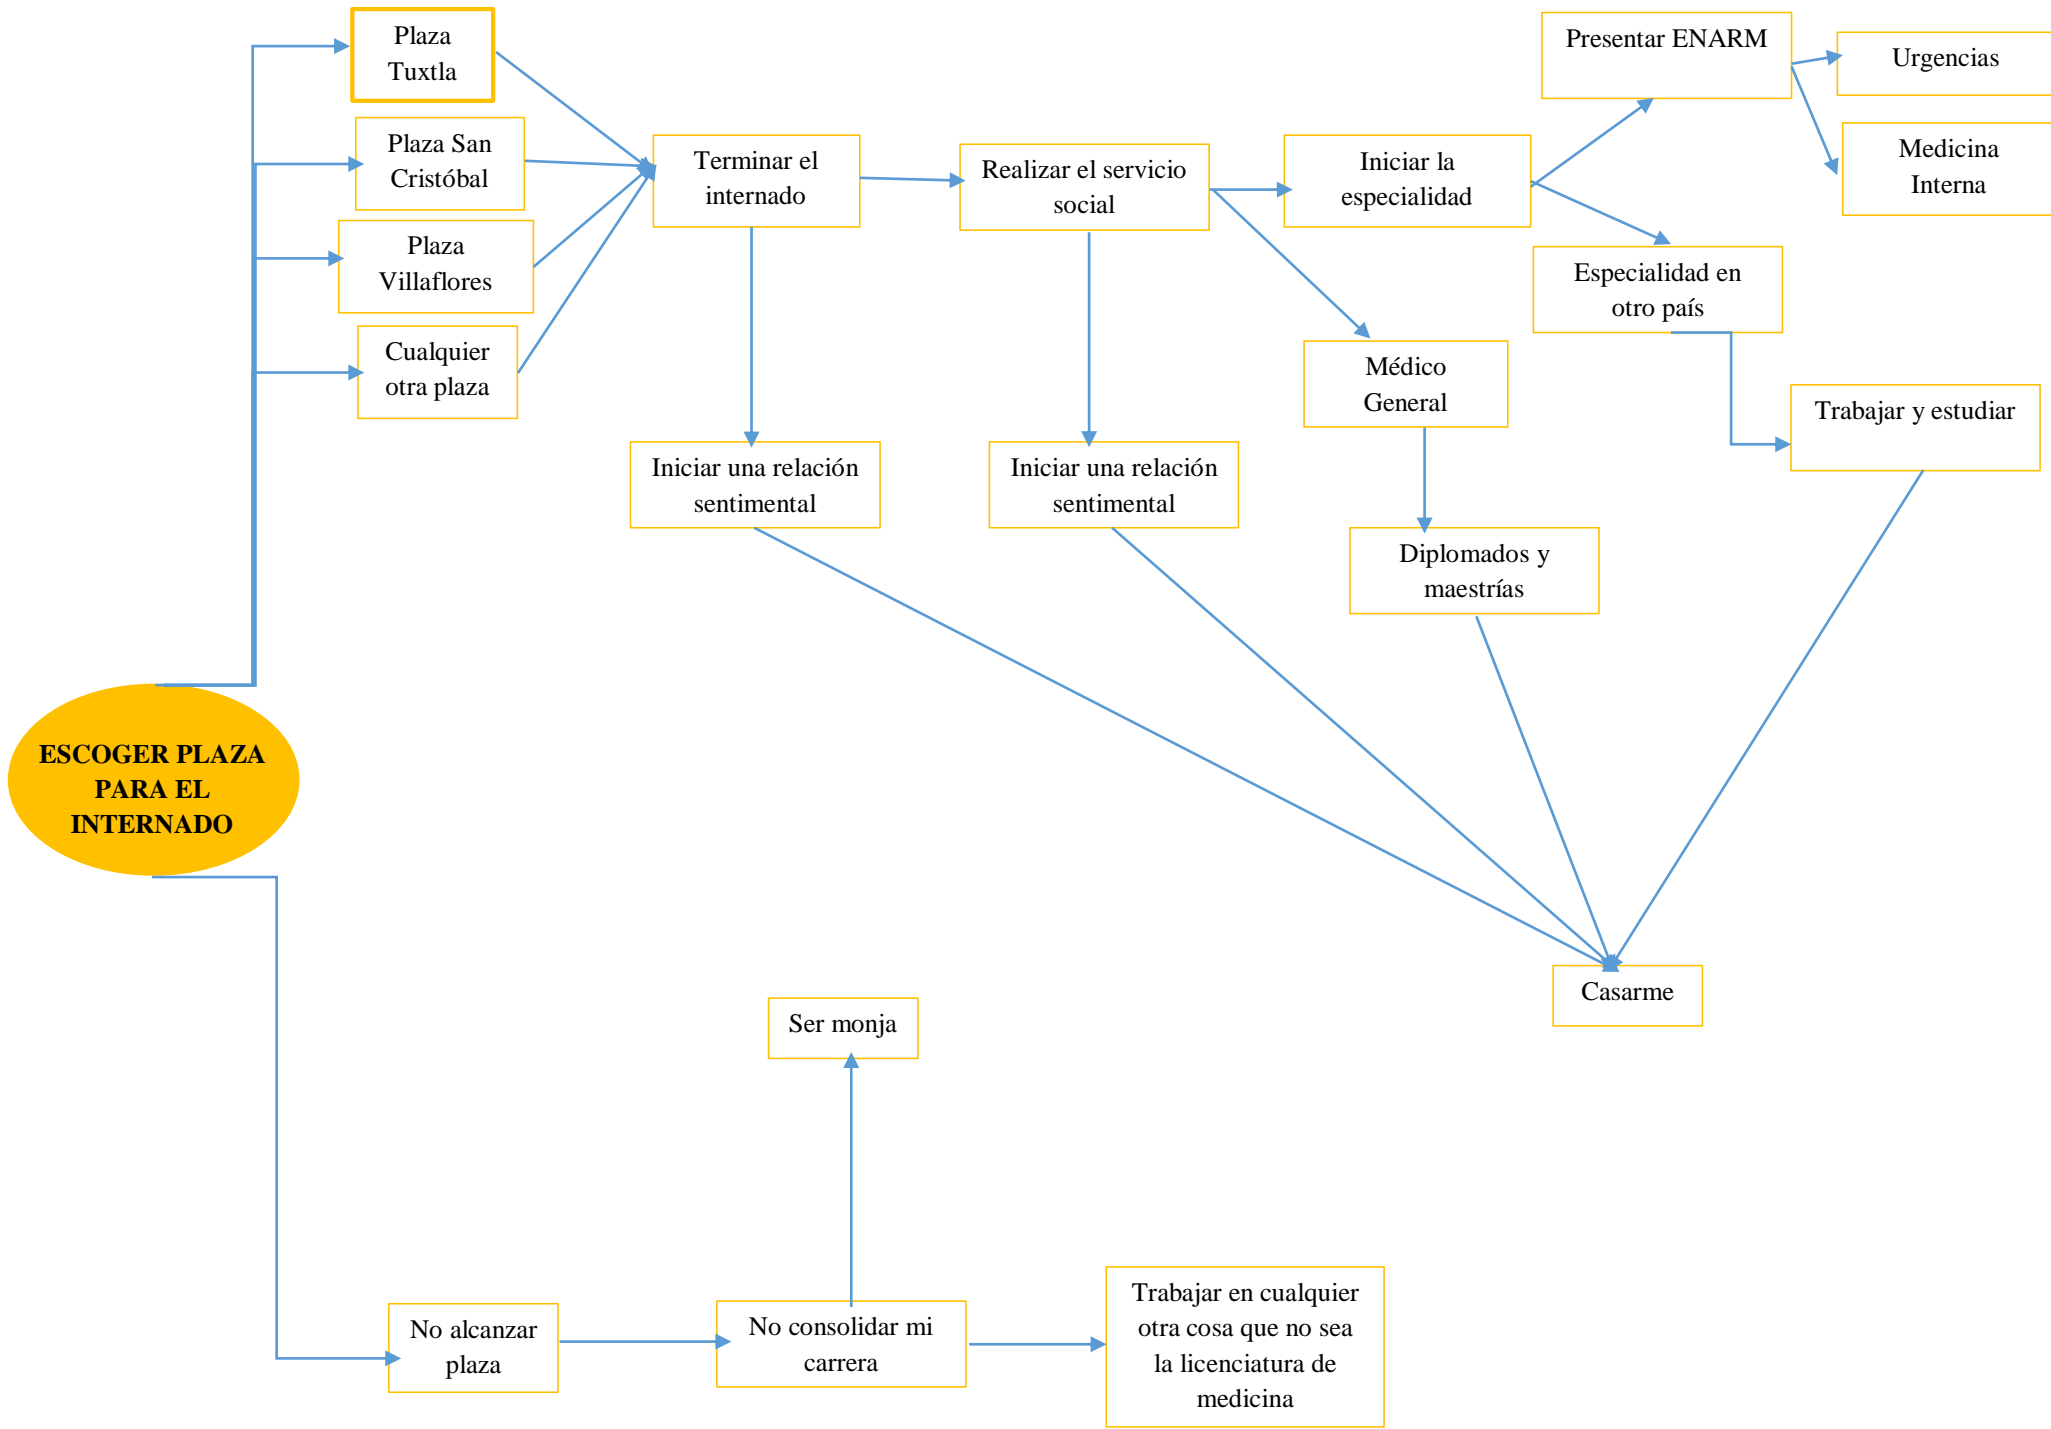 Plaza
Tuxtla
Plaza San
Cristóbal
Plaza
Villaflores
Cualquier
otra plaza
Terminar el
internado
Realizar el servicio
social
Iniciar la
especialidad
Presentar ENARM
Urgencias
Medicina
Interna
Especialidad en
otro país
Médico
General
Trabajar y estudiar
Iniciar una relación
sentimental
Iniciar una relación
sentimental
Diplomados y
maestrías
ESCOGER PLAZA
PARA EL
INTERNADO
Casarme
Ser monja
No alcanzar
plaza
No consolidar mi
carrera
Trabajar en cualquier
otra cosa que no sea
la licenciatura de
medicina